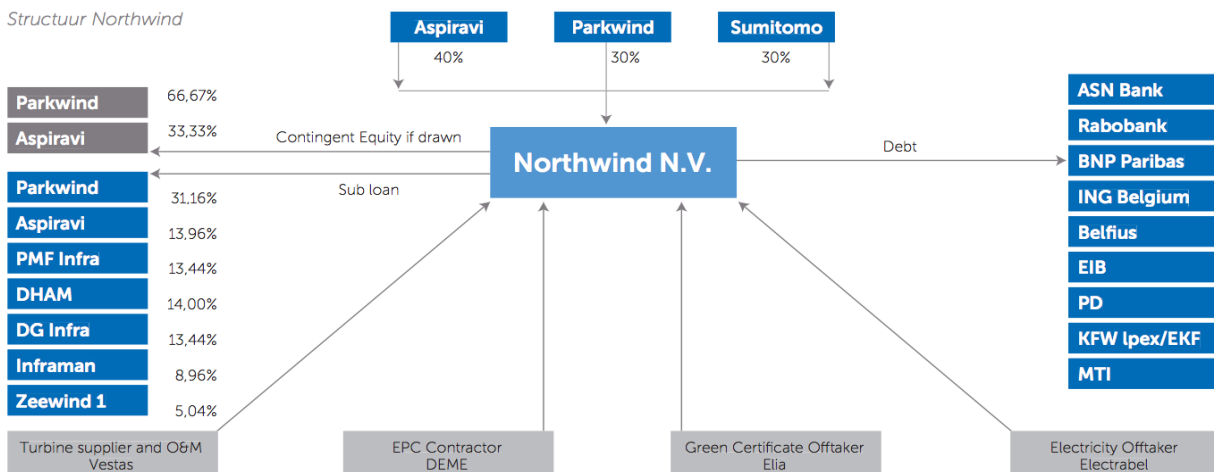 Structuur Northwind
Aspiravi
Parkwind
Sumitomo
40%
30%
30%
Parkwind
66,67%
Aspiravi
33,33%
Contingent Equity if drawn
Sub loan
Northwind N.V.
Debt
Parkwind
31,16%
Aspiravi
13,96%
PMF Infra
13,44%
DHAM
14,00%
DG Infra
13,44%
Inframan
8,96%
Zeewind 1
5,04%
ASN Bank
Rabobank
BNP Paribas
ING Belgium
Belfius
EIB
PD
KFW Ipex/EKF
MTI
Turbine supplier and O&M
Vestas
EPC Contractor
DEME
Green Certificate Offtaker
Elia
Electricity Offtaker
Electrabel